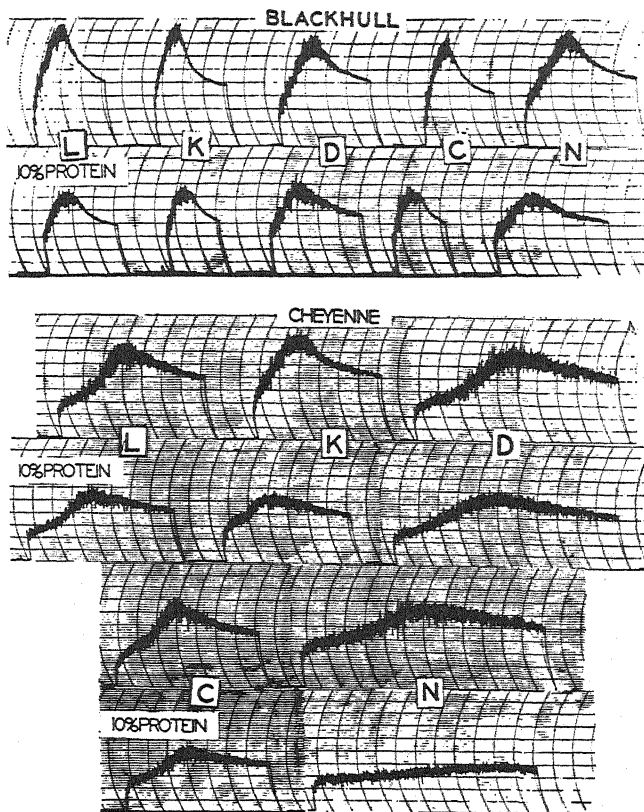 BLACKHULL
L K D C N
10% PROTEIN
CHEYENNE
L K D
10% PROTEIN
C N
10% PROTEIN